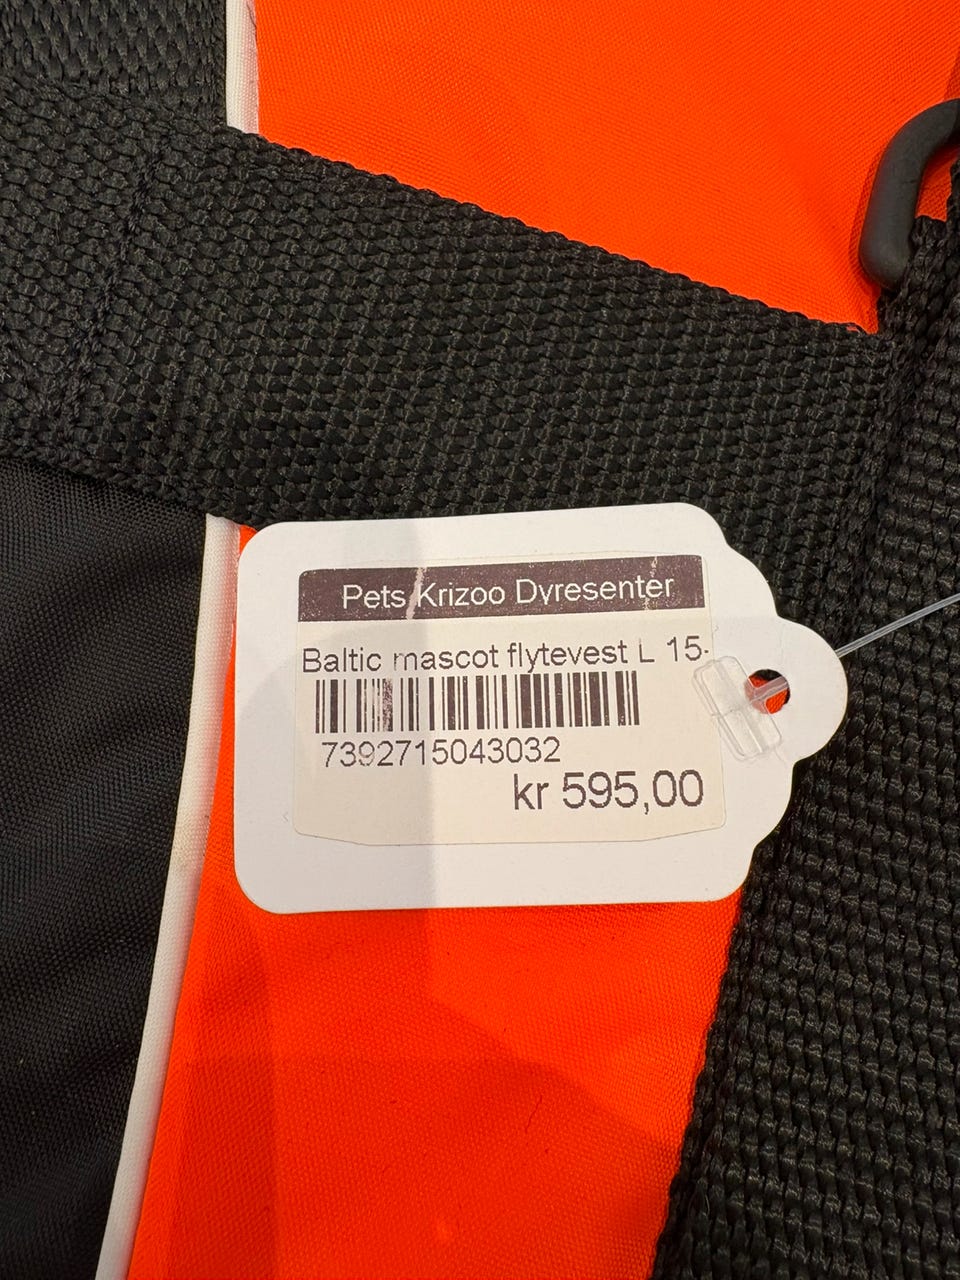 Pets Krizoo Dyresenter
Baltic mascot flytevest L 15-
7392715043032
kr 595,00